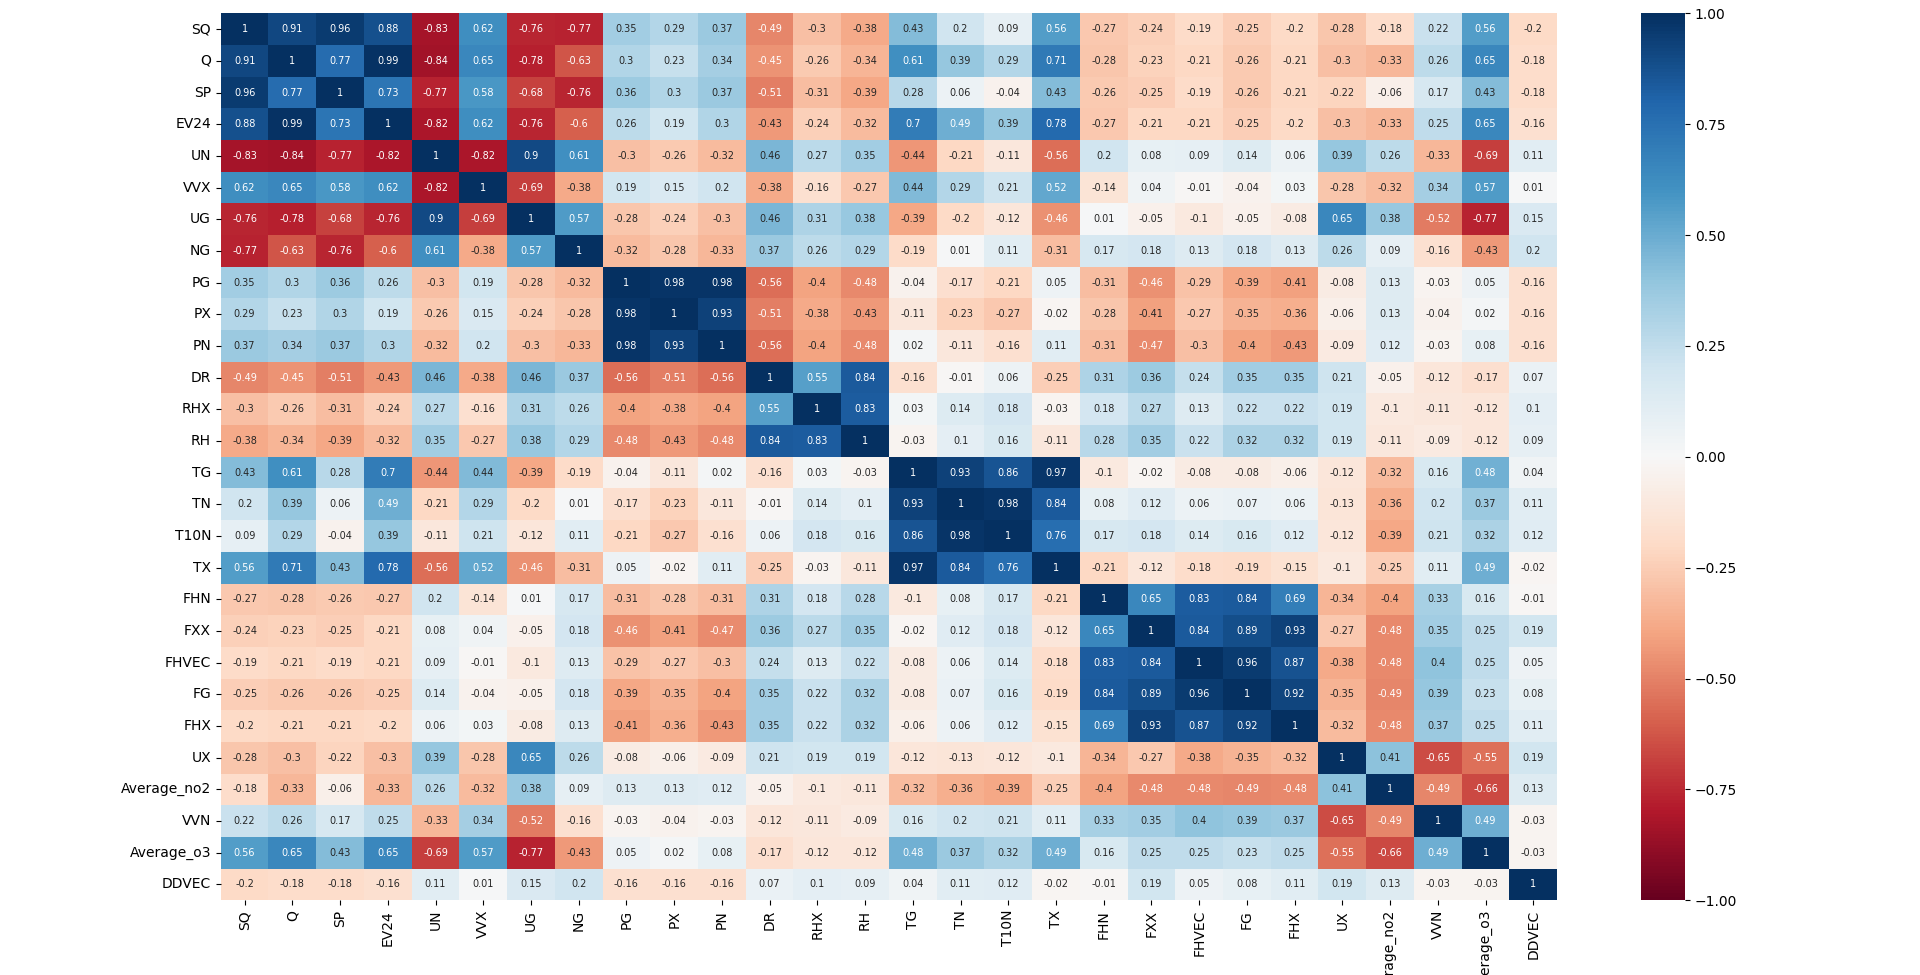 SQ 1 0.91 0.96 0.88 -0.83 0.62 -0.76 -0.77 0.35 0.29 0.37 -0.49 -0.3 -0.38 0.43 0.2 0.09 0.56 -0.27 -0.24 -0.19 -0.25 -0.2 -0.28 -0.18 0.22 0.56 -0.2 1.00
Q 0.91 1 0.77 0.99 -0.84 0.65 -0.78 -0.63 0.3 0.23 0.34 -0.45 -0.26 -0.34 0.61 0.39 0.29 0.71 -0.28 -0.23 -0.21 -0.26 -0.21 -0.3 -0.33 0.26 0.65 -0.18
SP 0.96 0.77 1 0.73 -0.77 0.58 -0.68 -0.76 0.36 0.3 0.37 -0.51 -0.31 -0.39 0.28 0.06 -0.04 0.43 -0.26 -0.25 -0.19 -0.26 -0.21 -0.22 -0.06 0.17 0.43 -0.18
EV24 0.88 0.99 0.73 1 -0.82 0.62 -0.76 -0.6 0.26 0.19 0.3 -0.43 -0.24 -0.32 0.7 0.49 0.39 0.78 -0.27 -0.21 -0.21 -0.25 -0.2 -0.3 -0.33 0.25 0.65 -0.16 0.75
UN -0.83 -0.84 -0.77 -0.82 1 -0.82 0.9 0.61 -0.3 -0.26 -0.32 0.46 0.27 0.35 -0.44 -0.21 -0.11 -0.56 0.2 0.08 0.09 0.14 0.06 0.39 0.26 -0.33 -0.69 0.11
VVX 0.62 0.65 0.58 0.62 -0.82 1 -0.69 -0.38 0.19 0.15 0.2 -0.38 -0.16 -0.27 0.44 0.29 0.21 0.52 -0.14 0.04 -0.01 -0.04 0.03 -0.28 -0.32 0.34 0.57 0.01
UG -0.76 -0.78 -0.68 -0.76 0.9 -0.69 1 0.57 -0.28 -0.24 -0.3 0.46 0.31 0.38 -0.39 -0.2 -0.12 -0.46 0.01 -0.05 -0.1 -0.05 -0.08 0.65 0.38 -0.52 -0.77 0.15 0.50
NG -0.77 -0.63 -0.76 -0.6 0.61 -0.38 0.57 1 -0.32 -0.28 -0.33 0.37 0.26 0.29 -0.19 0.01 0.11 -0.31 0.17 0.18 0.13 0.18 0.13 0.26 0.09 -0.16 -0.43 0.2
PG 0.35 0.3 0.36 0.26 -0.3 0.19 -0.28 -0.32 1 0.98 0.98 -0.56 -0.4 -0.48 -0.04 -0.17 -0.21 0.05 -0.31 -0.46 -0.29 -0.39 -0.41 -0.08 0.13 -0.03 0.05 -0.16
PX 0.29 0.23 0.3 0.19 -0.26 0.15 -0.24 -0.28 0.98 1 0.93 -0.51 -0.38 -0.43 -0.11 -0.23 -0.27 -0.02 -0.28 -0.41 -0.27 -0.35 -0.36 -0.06 0.13 -0.04 0.02 -0.16
PN 0.37 0.34 0.37 0.3 -0.32 0.2 -0.3 -0.33 0.98 0.93 1 -0.56 -0.4 -0.48 0.02 -0.11 -0.16 0.11 -0.31 -0.47 -0.3 -0.4 -0.43 -0.09 0.12 -0.03 0.08 -0.16 0.25
DR -0.49 -0.45 -0.51 -0.43 0.46 -0.38 0.46 0.37 -0.56 -0.51 -0.56 1 0.55 0.84 -0.16 -0.01 0.06 -0.25 0.31 0.36 0.24 0.35 0.35 0.21 -0.05 -0.12 -0.17 0.07
RHX -0.3 -0.26 -0.31 -0.24 0.27 -0.16 0.31 0.26 -0.4 -0.38 -0.4 0.55 1 0.83 0.03 0.14 0.18 -0.03 0.18 0.27 0.13 0.22 0.22 0.19 -0.1 -0.11 -0.12 0.1
RH -0.38 -0.34 -0.39 -0.32 0.35 -0.27 0.38 0.29 -0.48 -0.43 -0.48 0.84 0.83 1 -0.03 0.1 0.16 -0.11 0.28 0.35 0.22 0.32 0.32 0.19 -0.11 -0.09 -0.12 0.09 0.00
TG 0.43 0.61 0.28 0.7 -0.44 0.44 -0.39 -0.19 -0.04 -0.11 0.02 -0.16 0.03 -0.03 1 0.93 0.86 0.97 -0.1 -0.02 -0.08 -0.08 -0.06 -0.12 -0.32 0.16 0.48 0.04
TN 0.2 0.39 0.06 0.49 -0.21 0.29 -0.2 0.01 -0.17 -0.23 -0.11 -0.01 0.14 0.1 0.93 1 0.98 0.84 0.08 0.12 0.06 0.07 0.06 -0.13 -0.36 0.2 0.37 0.11
T10N 0.09 0.29 -0.04 0.39 -0.11 0.21 -0.12 0.11 -0.21 -0.27 -0.16 0.06 0.18 0.16 0.86 0.98 1 0.76 0.17 0.18 0.14 0.16 0.12 -0.12 -0.39 0.21 0.32 0.12
TX 0.56 0.71 0.43 0.78 -0.56 0.52 -0.46 -0.31 0.05 -0.02 0.11 -0.25 -0.03 -0.11 0.97 0.84 0.76 1 -0.21 -0.12 -0.18 -0.19 -0.15 -0.1 -0.25 0.11 0.49 -0.02 −0.25
FHN -0.27 -0.28 -0.26 -0.27 0.2 -0.14 0.01 0.17 -0.31 -0.28 -0.31 0.31 0.18 0.28 -0.1 0.08 0.17 -0.21 1 0.65 0.83 0.84 0.69 -0.34 -0.4 0.33 0.16 -0.01
FXX -0.24 -0.23 -0.25 -0.21 0.08 0.04 -0.05 0.18 -0.46 -0.41 -0.47 0.36 0.27 0.35 -0.02 0.12 0.18 -0.12 0.65 1 0.84 0.89 0.93 -0.27 -0.48 0.35 0.25 0.19
FHVEC -0.19 -0.21 -0.19 -0.21 0.09 -0.01 -0.1 0.13 -0.29 -0.27 -0.3 0.24 0.13 0.22 -0.08 0.06 0.14 -0.18 0.83 0.84 1 0.96 0.87 -0.38 -0.48 0.4 0.25 0.05
FG -0.25 -0.26 -0.26 -0.25 0.14 -0.04 -0.05 0.18 -0.39 -0.35 -0.4 0.35 0.22 0.32 -0.08 0.07 0.16 -0.19 0.84 0.89 0.96 1 0.92 -0.35 -0.49 0.39 0.23 0.08 −0.50
FHX -0.2 -0.21 -0.21 -0.2 0.06 0.03 -0.08 0.13 -0.41 -0.36 -0.43 0.35 0.22 0.32 -0.06 0.06 0.12 -0.15 0.69 0.93 0.87 0.92 1 -0.32 -0.48 0.37 0.25 0.11
UX -0.28 -0.3 -0.22 -0.3 0.39 -0.28 0.65 0.26 -0.08 -0.06 -0.09 0.21 0.19 0.19 -0.12 -0.13 -0.12 -0.1 -0.34 -0.27 -0.38 -0.35 -0.32 1 0.41 -0.65 -0.55 0.19
Average_no2 -0.18 -0.33 -0.06 -0.33 0.26 -0.32 0.38 0.09 0.13 0.13 0.12 -0.05 -0.1 -0.11 -0.32 -0.36 -0.39 -0.25 -0.4 -0.48 -0.48 -0.49 -0.48 0.41 1 -0.49 -0.66 0.13 −0.75
VVN 0.22 0.26 0.17 0.25 -0.33 0.34 -0.52 -0.16 -0.03 -0.04 -0.03 -0.12 -0.11 -0.09 0.16 0.2 0.21 0.11 0.33 0.35 0.4 0.39 0.37 -0.65 -0.49 1 0.49 -0.03
Average_o3 0.56 0.65 0.43 0.65 -0.69 0.57 -0.77 -0.43 0.05 0.02 0.08 -0.17 -0.12 -0.12 0.48 0.37 0.32 0.49 0.16 0.25 0.25 0.23 0.25 -0.55 -0.66 0.49 1 -0.03
DDVEC -0.2 -0.18 -0.18 -0.16 0.11 0.01 0.15 0.2 -0.16 -0.16 -0.16 0.07 0.1 0.09 0.04 0.11 0.12 -0.02 -0.01 0.19 0.05 0.08 0.11 0.19 0.13 -0.03 -0.03 1 −1.00
SQ Q SP EV24 UN VVX UG NG PG PX PN DR RHX RH TG TN T10N TX FHN FXX FHVEC FG FHX UX rage_no2 VVN erage_o3 DDVEC